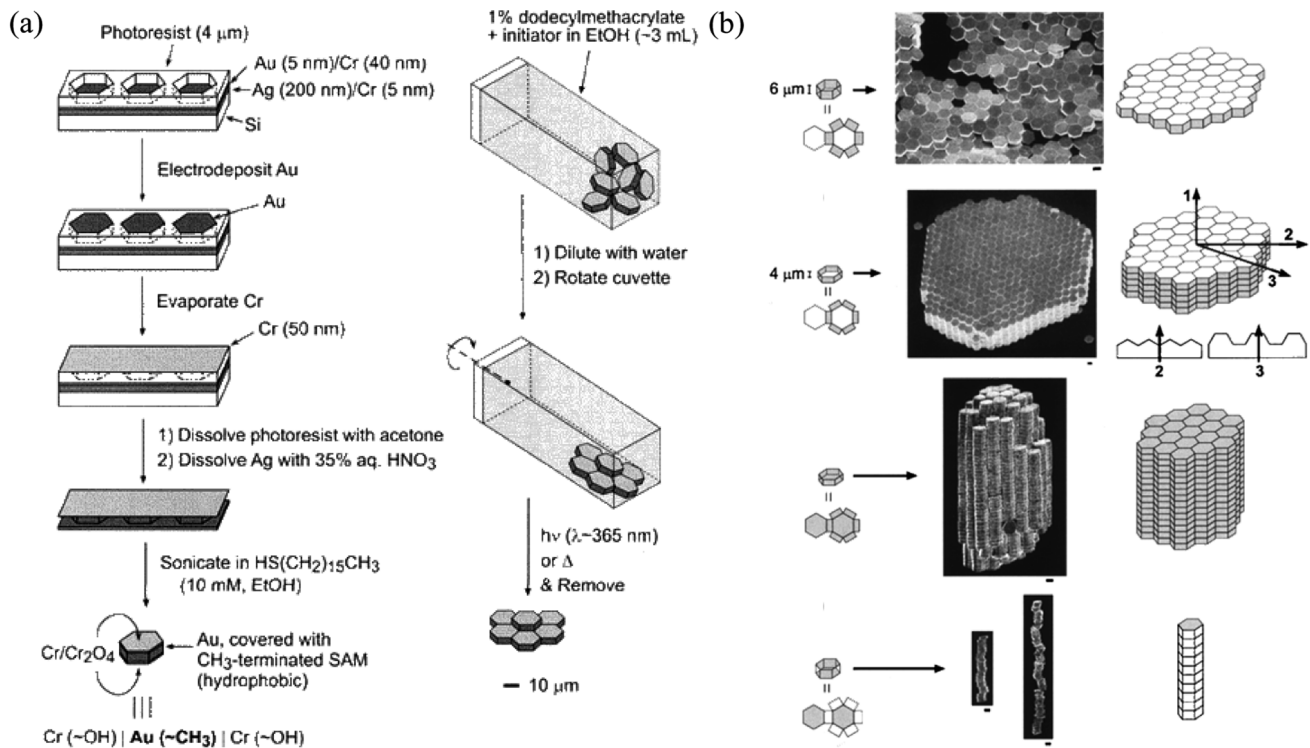 (a)
Photoresist (4 μm)
Au (5 nm)/Cr (40 nm)
Ag (200 nm)/Cr (5 nm)
Si
Electrodeposit Au
Au
Evaporate Cr
Cr (50 nm)
1) Dissolve photoresist with acetone
2) Dissolve Ag with 35% aq. HNO3
Sonicate in HS(CH2)15CH3
(10 mM, EtOH)
Cr/Cr2O4
Au, covered with
CH3-terminated SAM
(hydrophobic)
Cr (~OH) | Au (~CH3) | Cr (~OH)
1% dodecylmethacrylate
+ initiator in EtOH (~3 mL)
1) Dilute with water
2) Rotate cuvette
hν (λ~365 nm)
or Δ
& Remove
10 μm
(b)
6 μm
4 μm
1
2
3
2
3